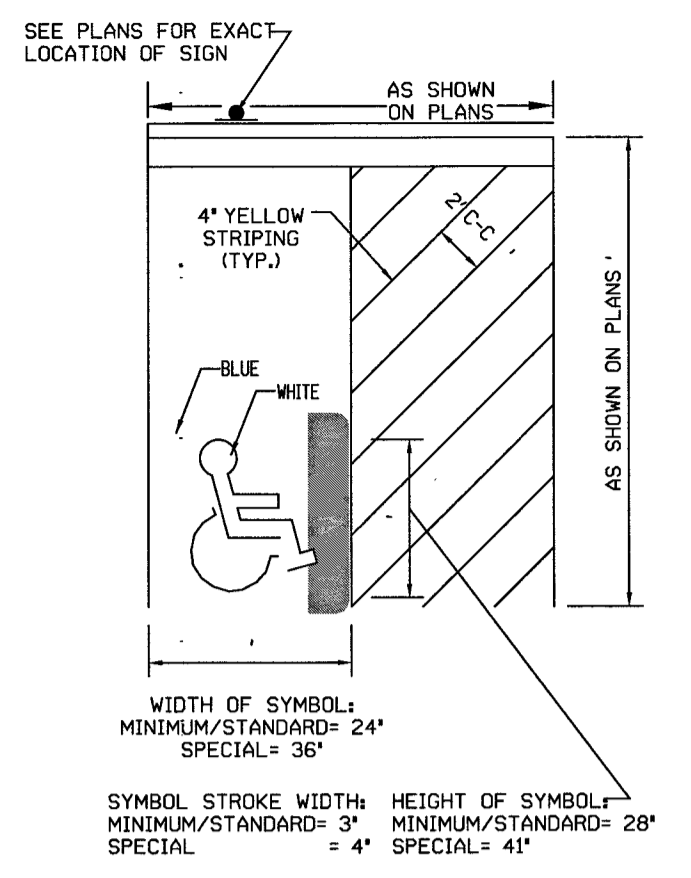 SEE PLANS FOR EXACT
LOCATION OF SIGN
AS SHOWN
ON PLANS
4" YELLOW
STRIPING
(TYP.)
2' C-C
AS SHOWN ON PLANS
BLUE
WHITE
WIDTH OF SYMBOL:
MINIMUM/STANDARD= 24"
SPECIAL= 36"
SYMBOL STROKE WIDTH:
MINIMUM/STANDARD= 3"
SPECIAL = 4"
HEIGHT OF SYMBOL:
MINIMUM/STANDARD= 28"
SPECIAL= 41"